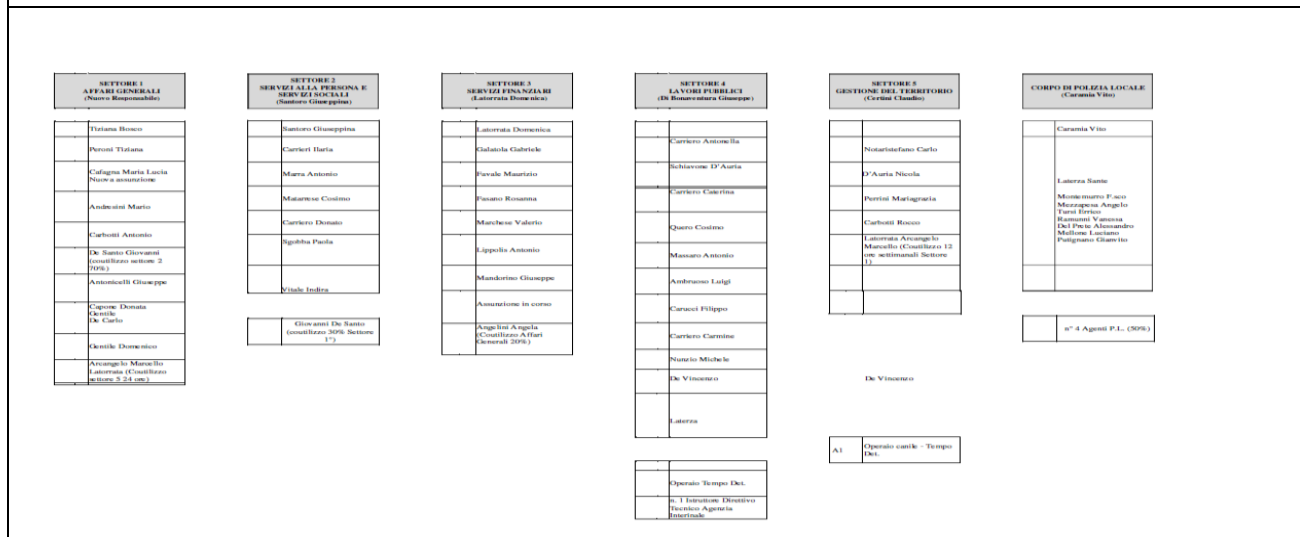 SETTORE 1
AFFARI GENERALI
(Nuovo Responsabile)
Tiziana Bosco
Peroni Tiziana
Cafagna Maria Lucia
Nuova assunzione
Andresini Mario
Carbotti Antonio
De Santo Giovanni
(coutilizzo settore 2
70%)
Antonicelli Giuseppe
Capone Donata
Gentile
De Carlo
Gentile Domenico
Arcangelo Marcello
Latorrata (Coutilizzo
settore 5 24 ore)
SETTORE 2
SERVIZI ALLA PERSONA E
SERVIZI SOCIALI
(Santoro Giuseppina)
Santoro Giuseppina
Carrieri Ilaria
Marra Antonio
Matarrese Cosimo
Carriero Donato
Sgobba Paola
Vitale Indira
Giovanni De Santo
(coutilizzo 30% Settore
1°)
SETTORE 3
SERVIZI FINANZIARI
(Latorrata Domenica)
Latorrata Domenica
Galatola Gabriele
Favale Maurizio
Fasano Rosanna
Marchese Valerio
Lippolis Antonio
Mandorino Giuseppe
Assunzione in corso
Angelini Angela
(Coutilizzo Affari
Generali 20%)
SETTORE 4
LAVORI PUBBLICI
(Di Bonaventura Giuseppe)
Carriero Antonella
Schiavone D'Auria
Carriero Caterina
Quero Cosimo
Massaro Antonio
Ambruoso Luigi
Carucci Filippo
Carriero Carmine
Nunzio Michele
De Vincenzo
Laterza
Operaio Tempo Det.
n. 1 Istruttore Direttivo
Tecnico Agenzia
Interinale
SETTORE 5
GESTIONE DEL TERRITORIO
(Certini Claudio)
Notaristefano Carlo
D'Auria Nicola
Perrini Mariagrazia
Carbotti Rocco
Latorrata Arcangelo
Marcello (Coutilizzo 12
ore settimanali Settore
1)
De Vincenzo
A1
Operaio canile - Tempo
Det.
CORPO DI POLIZIA LOCALE
(Caramia Vito)
Caramia Vito
Laterza Sante
Montemurro F.sco
Mezzapesa Angelo
Tursi Errico
Ramunni Vanessa
Del Prete Alessandro
Mellone Luciano
Putignano Gianvito
n° 4 Agenti P.L. (50%)